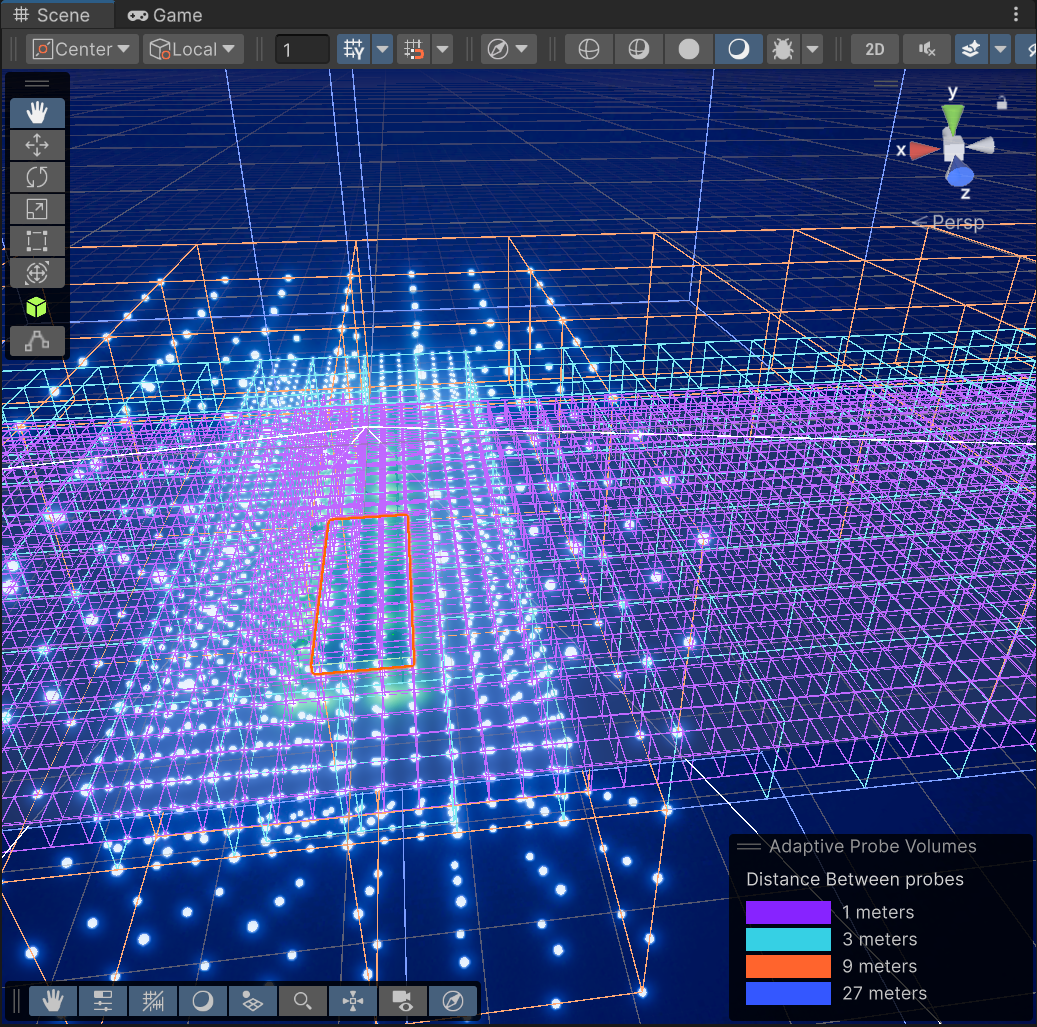 Scene Game
Center Local 1 2D
y
x
z
Persp
Adaptive Probe Volumes
Distance Between probes
1 meters
3 meters
9 meters
27 meters